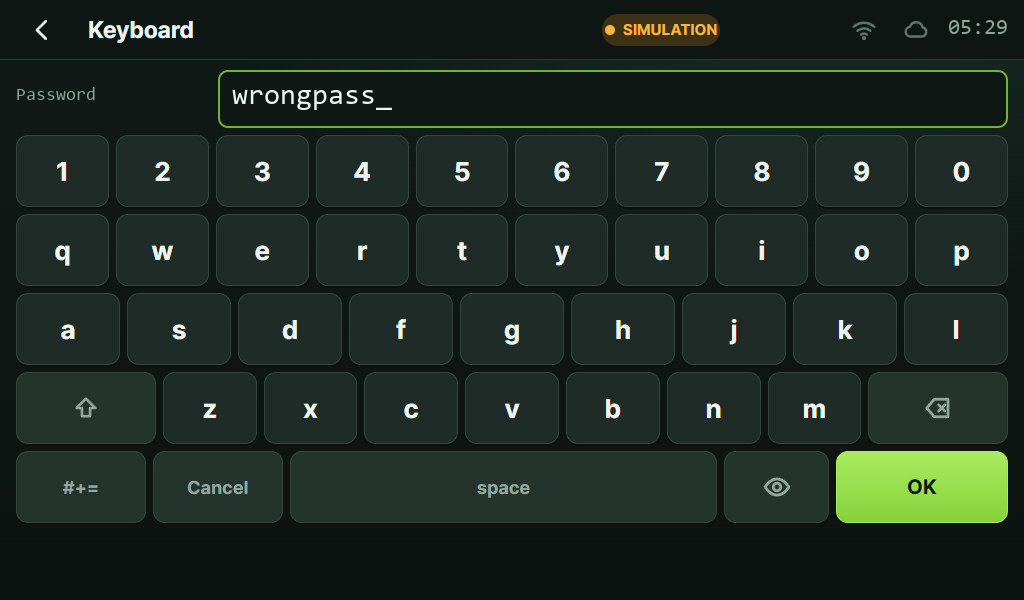 Keyboard
SIMULATION
05:29
Password
wrongpass_
1 2 3 4 5 6 7 8 9 0
q w e r t y u i o p
a s d f g h j k l
z x c v b n m
#+= Cancel space OK